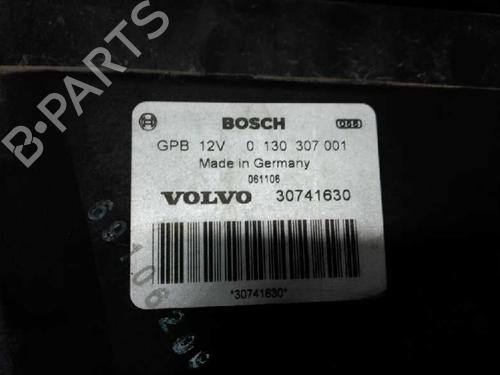 B-PARTS
BOSCH
GPB 12V 0 130 307 001
Made in Germany
061106
VOLVO 30741630
*30741630*